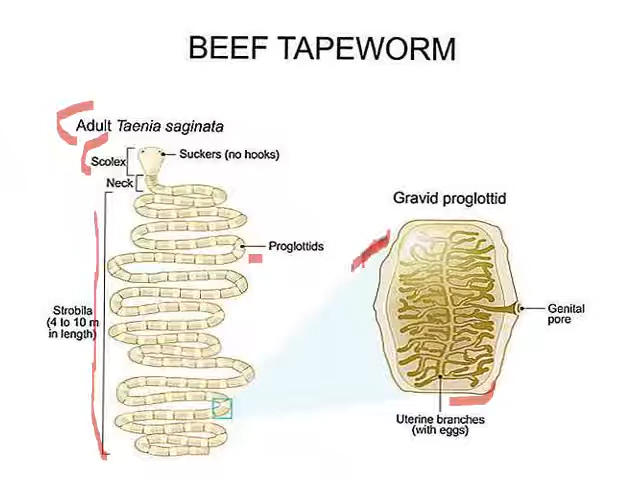 BEEF TAPEWORM
Adult Taenia saginata
Scolex
Suckers (no hooks)
Neck
Proglottids
Strobila
(4 to 10 m
in length)
Gravid proglottid
Genital
pore
Uterine branches
(with eggs)